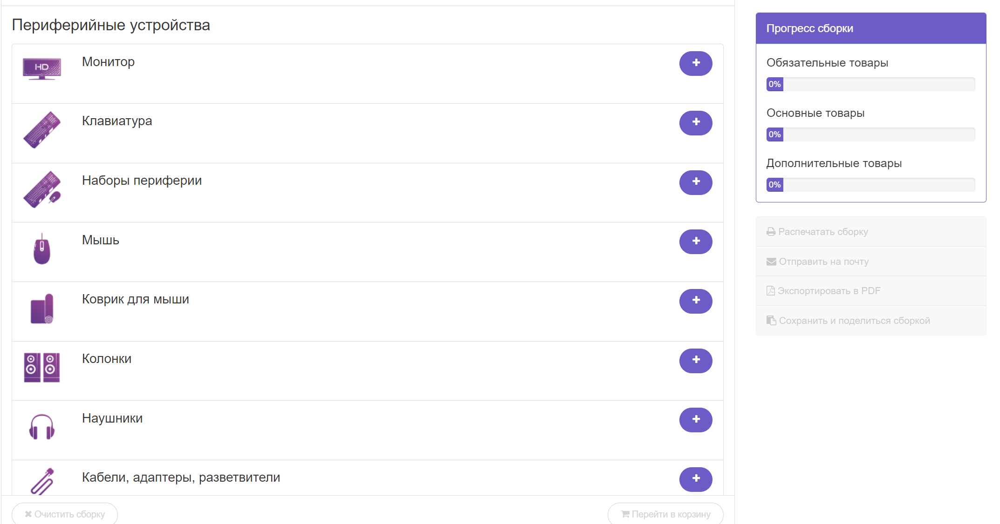 Периферийные устройства
HD
Монитор
Клавиатура
Наборы периферии
Мышь
Коврик для мыши
Колонки
Наушники
Кабели, адаптеры, разветвители
Очистить сборку
Перейти в корзину
Прогресс сборки
Обязательные товары
0%
Основные товары
0%
Дополнительные товары
0%
Распечатать сборку
Отправить на почту
Экспортировать в PDF
Сохранить и поделиться сборкой